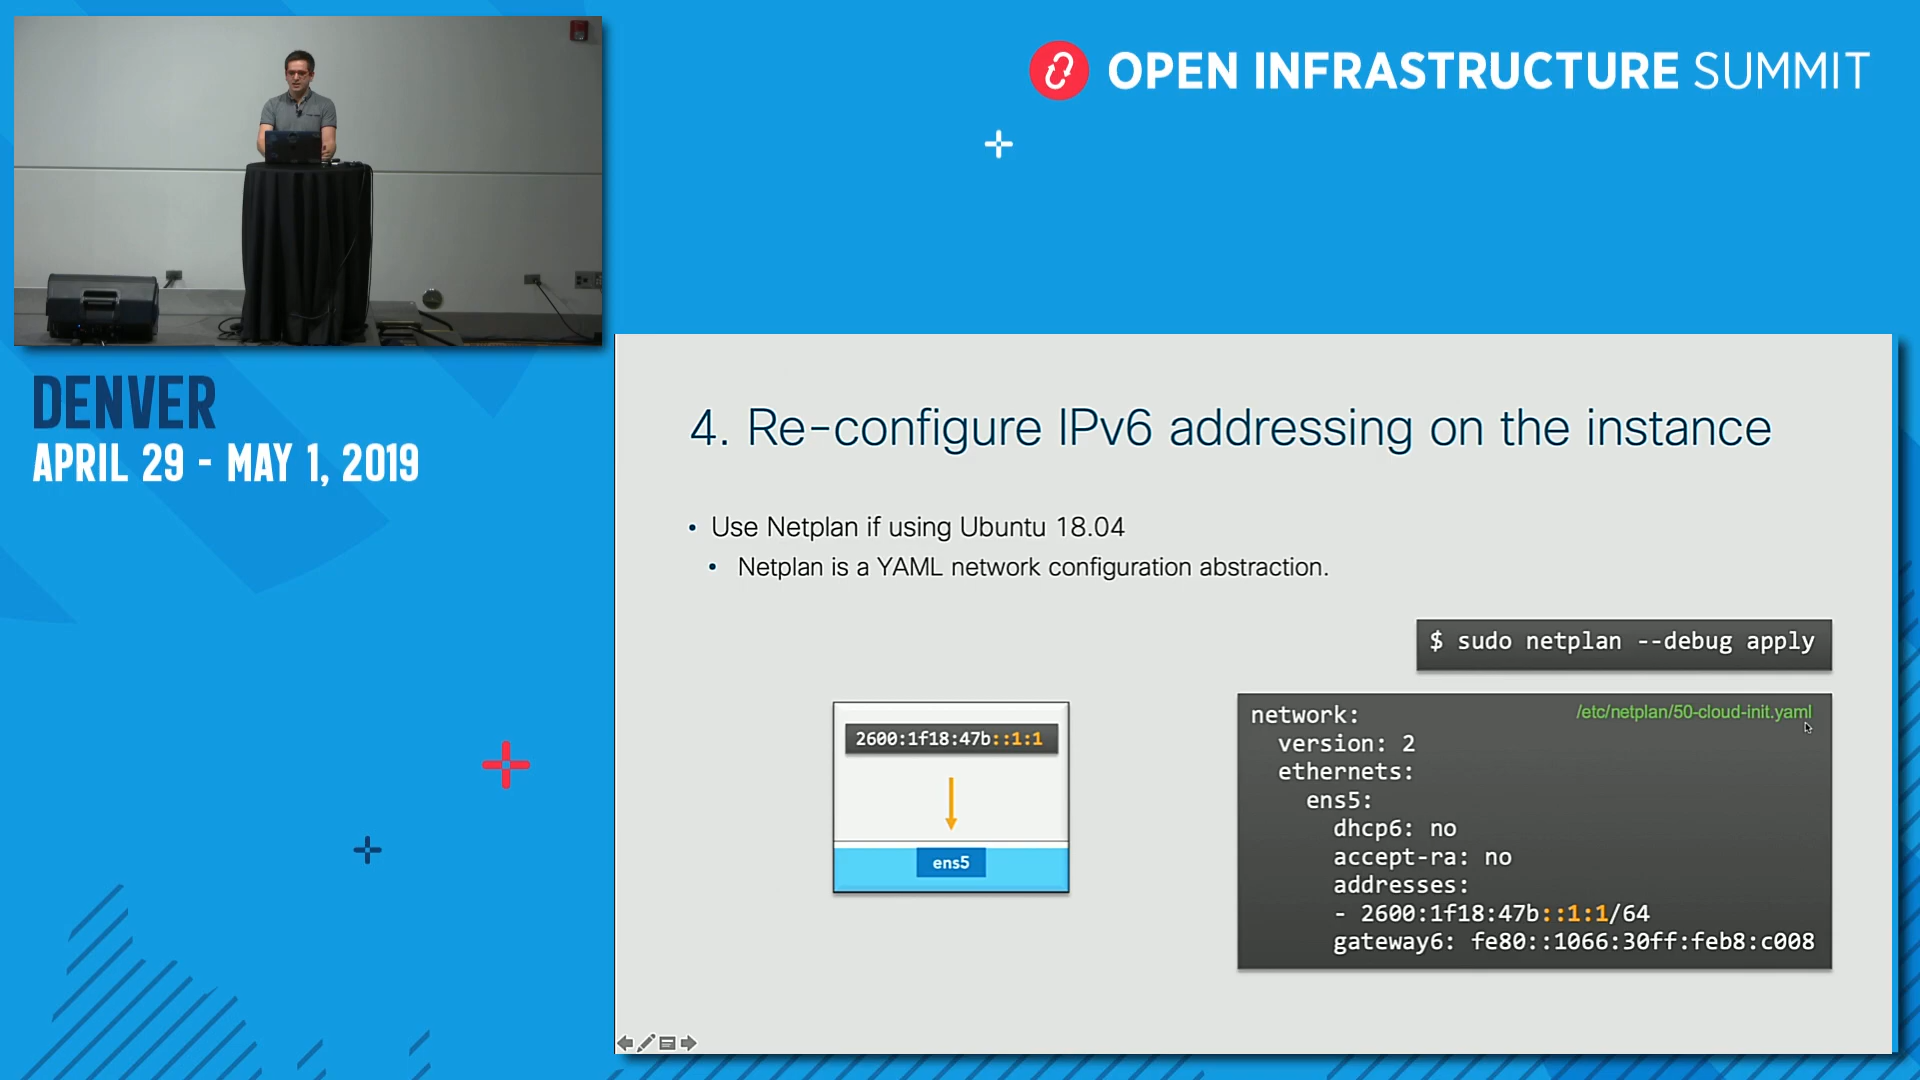 OPEN INFRASTRUCTURE SUMMIT
DENVER
APRIL 29 - MAY 1, 2019
4. Re-configure IPv6 addressing on the instance
• Use Netplan if using Ubuntu 18.04
• Netplan is a YAML network configuration abstraction.
$ sudo netplan --debug apply
2600:1f18:47b::1:1
ens5
/etc/netplan/50-cloud-init.yaml
network:
version: 2
ethernets:
ens5:
dhcp6: no
accept-ra: no
addresses:
- 2600:1f18:47b::1:1/64
gateway6: fe80::1066:30ff:feb8:c008